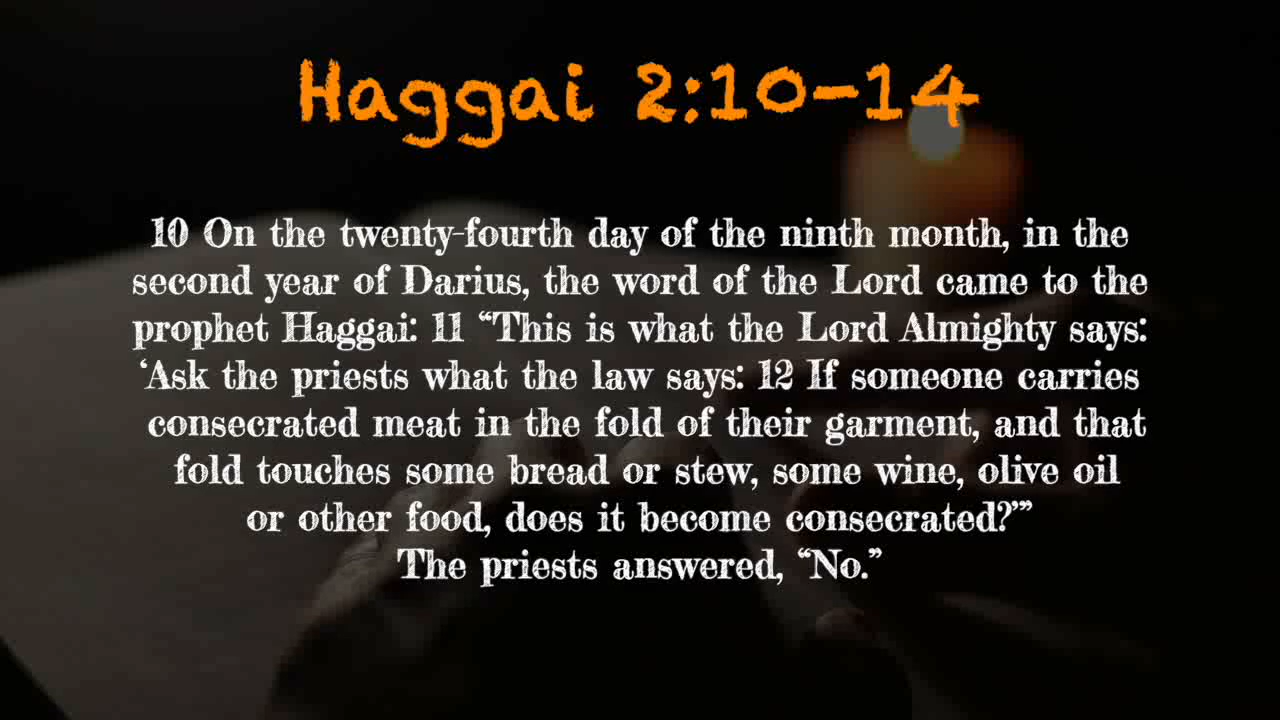 Haggai 2:10-14
10 On the twenty-fourth day of the ninth month, in the
second year of Darius, the word of the Lord came to the
prophet Haggai: 11 “This is what the Lord Almighty says:
‘Ask the priests what the law says: 12 If someone carries
consecrated meat in the fold of their garment, and that
fold touches some bread or stew, some wine, olive oil
or other food, does it become consecrated?’”
The priests answered, “No.”